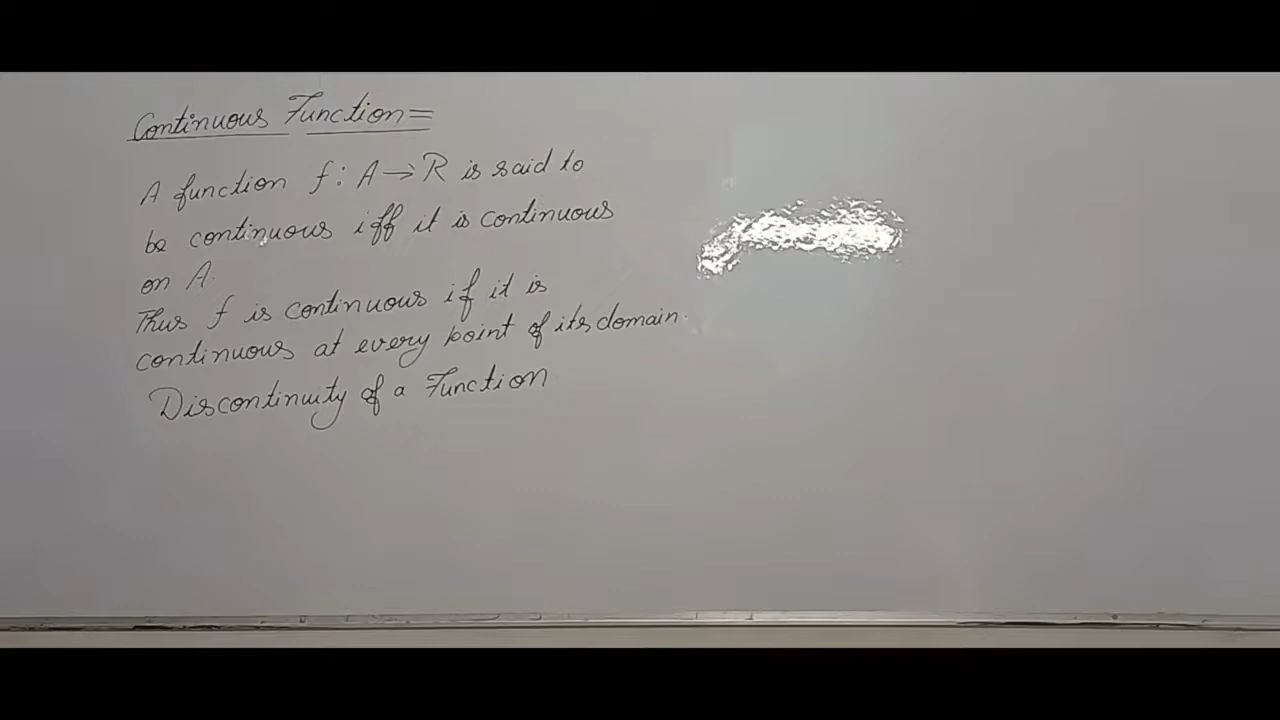 Continuous Function =
A function f : A → R is said to
be continuous iff it is continuous
on A.
Thus f is continuous if it is
continuous at every point of its domain.
Discontinuity of a Function